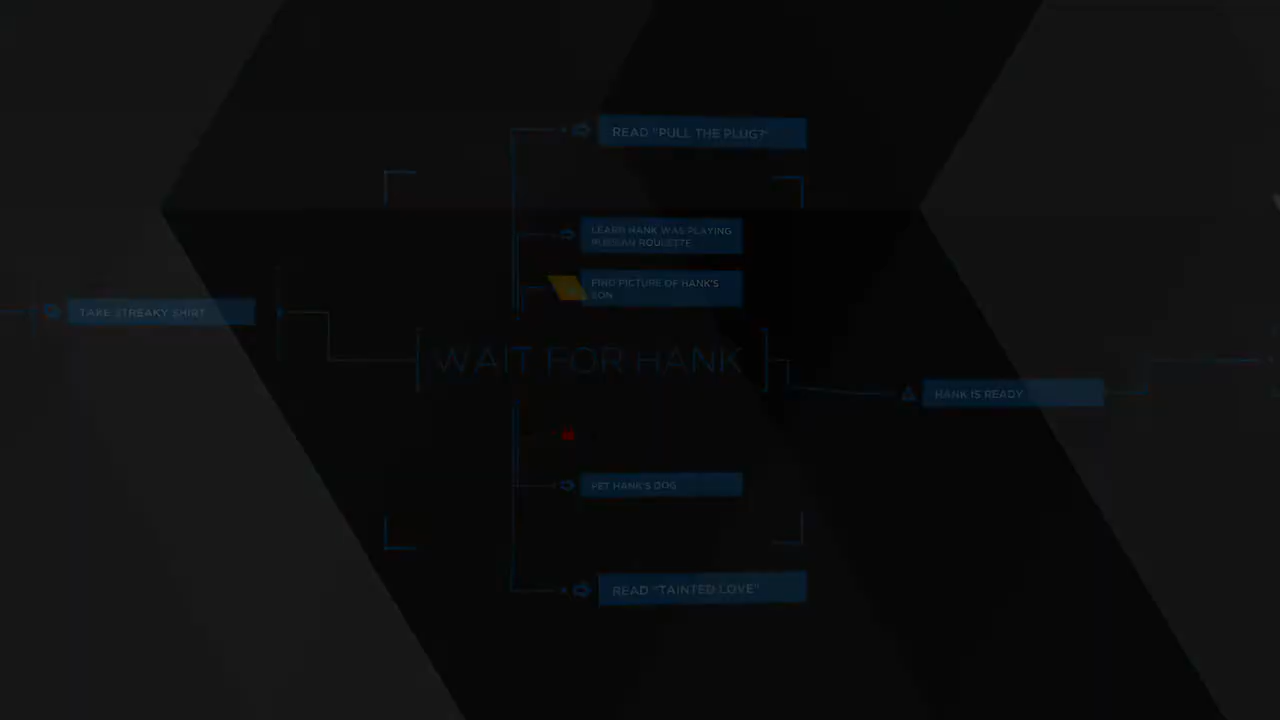 READ "PULL THE PLUG?"
LEARN HANK WAS PLAYING
RUSSIAN ROULETTE
FIND PICTURE OF HANK'S
SON
TAKE STREAKY SHIRT
WAIT FOR HANK
HANK IS READY
PET HANK'S DOG
READ "TAINTED LOVE"